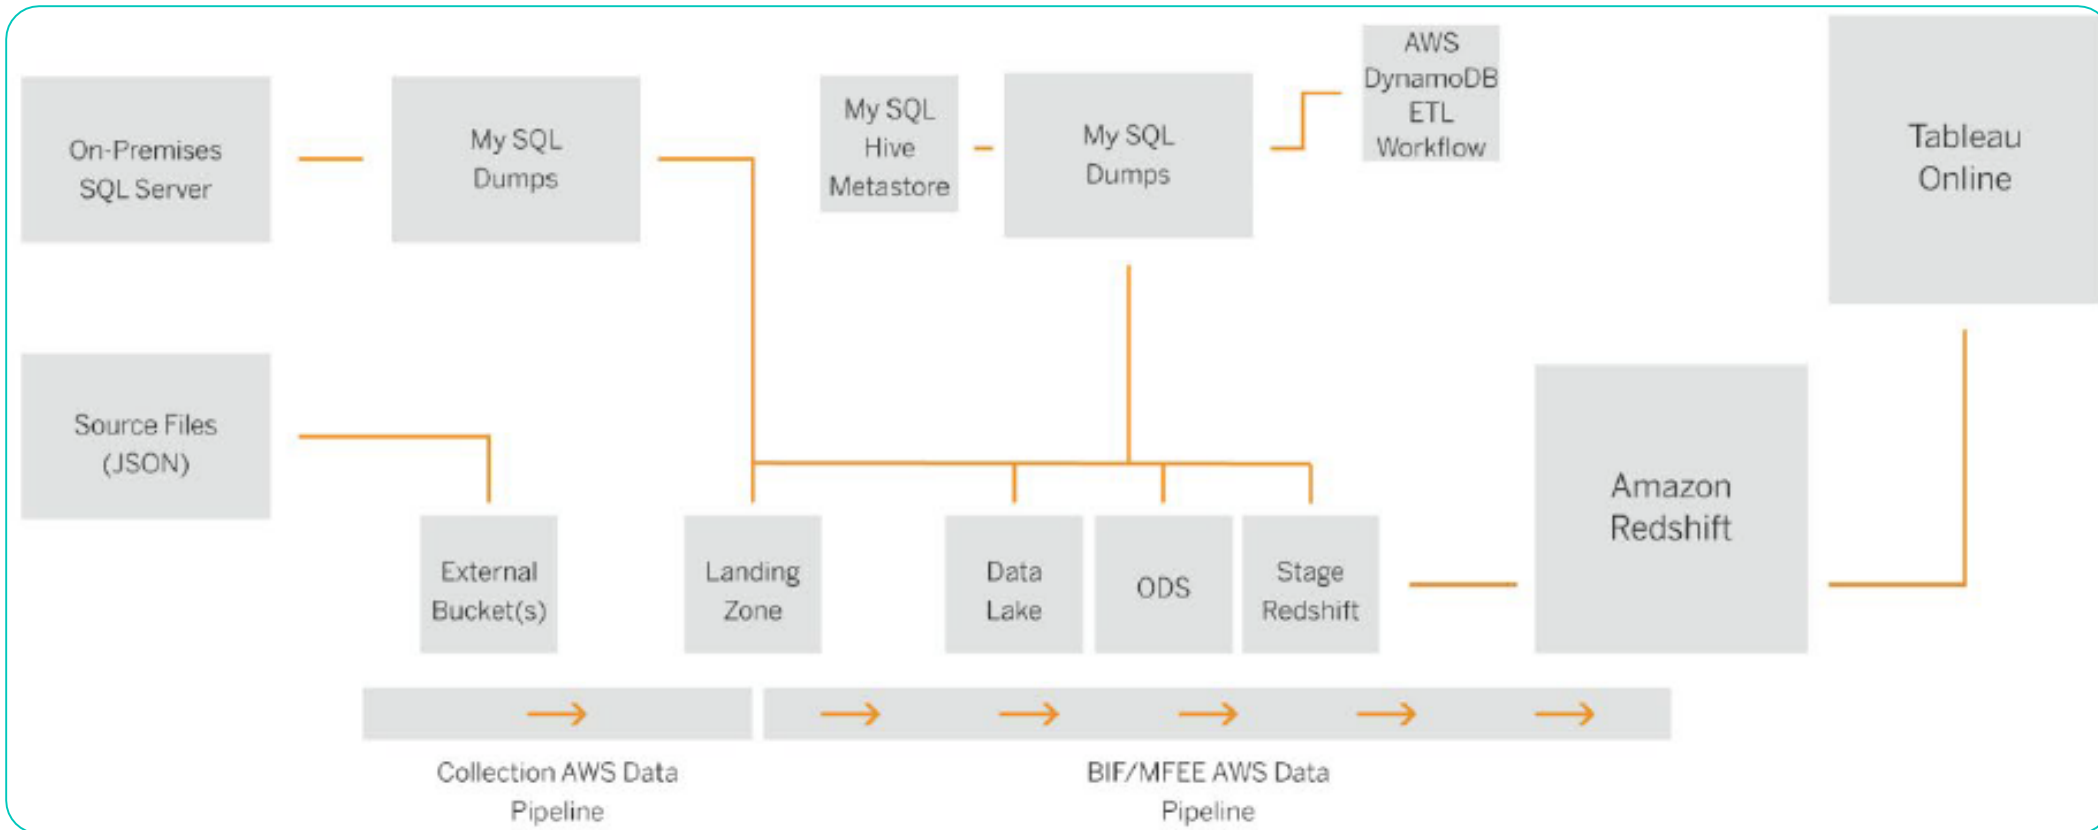 On-Premises
SQL Server
My SQL
Dumps
My SQL
Hive
Metastore
My SQL
Dumps
AWS
DynamoDB
ETL
Workflow
Tableau
Online
Source Files
(JSON)
External
Bucket(s)
Landing
Zone
Data
Lake
ODS
Stage
Redshift
Amazon
Redshift
Collection AWS Data
Pipeline
BIF/MFEE AWS Data
Pipeline